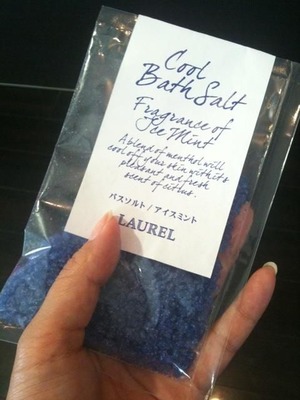 Cool
Bath Salt
Fragrance of
Ice Mint
A blend of menthol will
cool off your skin with its
pleasant and fresh
scent of citrus.
バスソルト / アイスミント
LAUREL